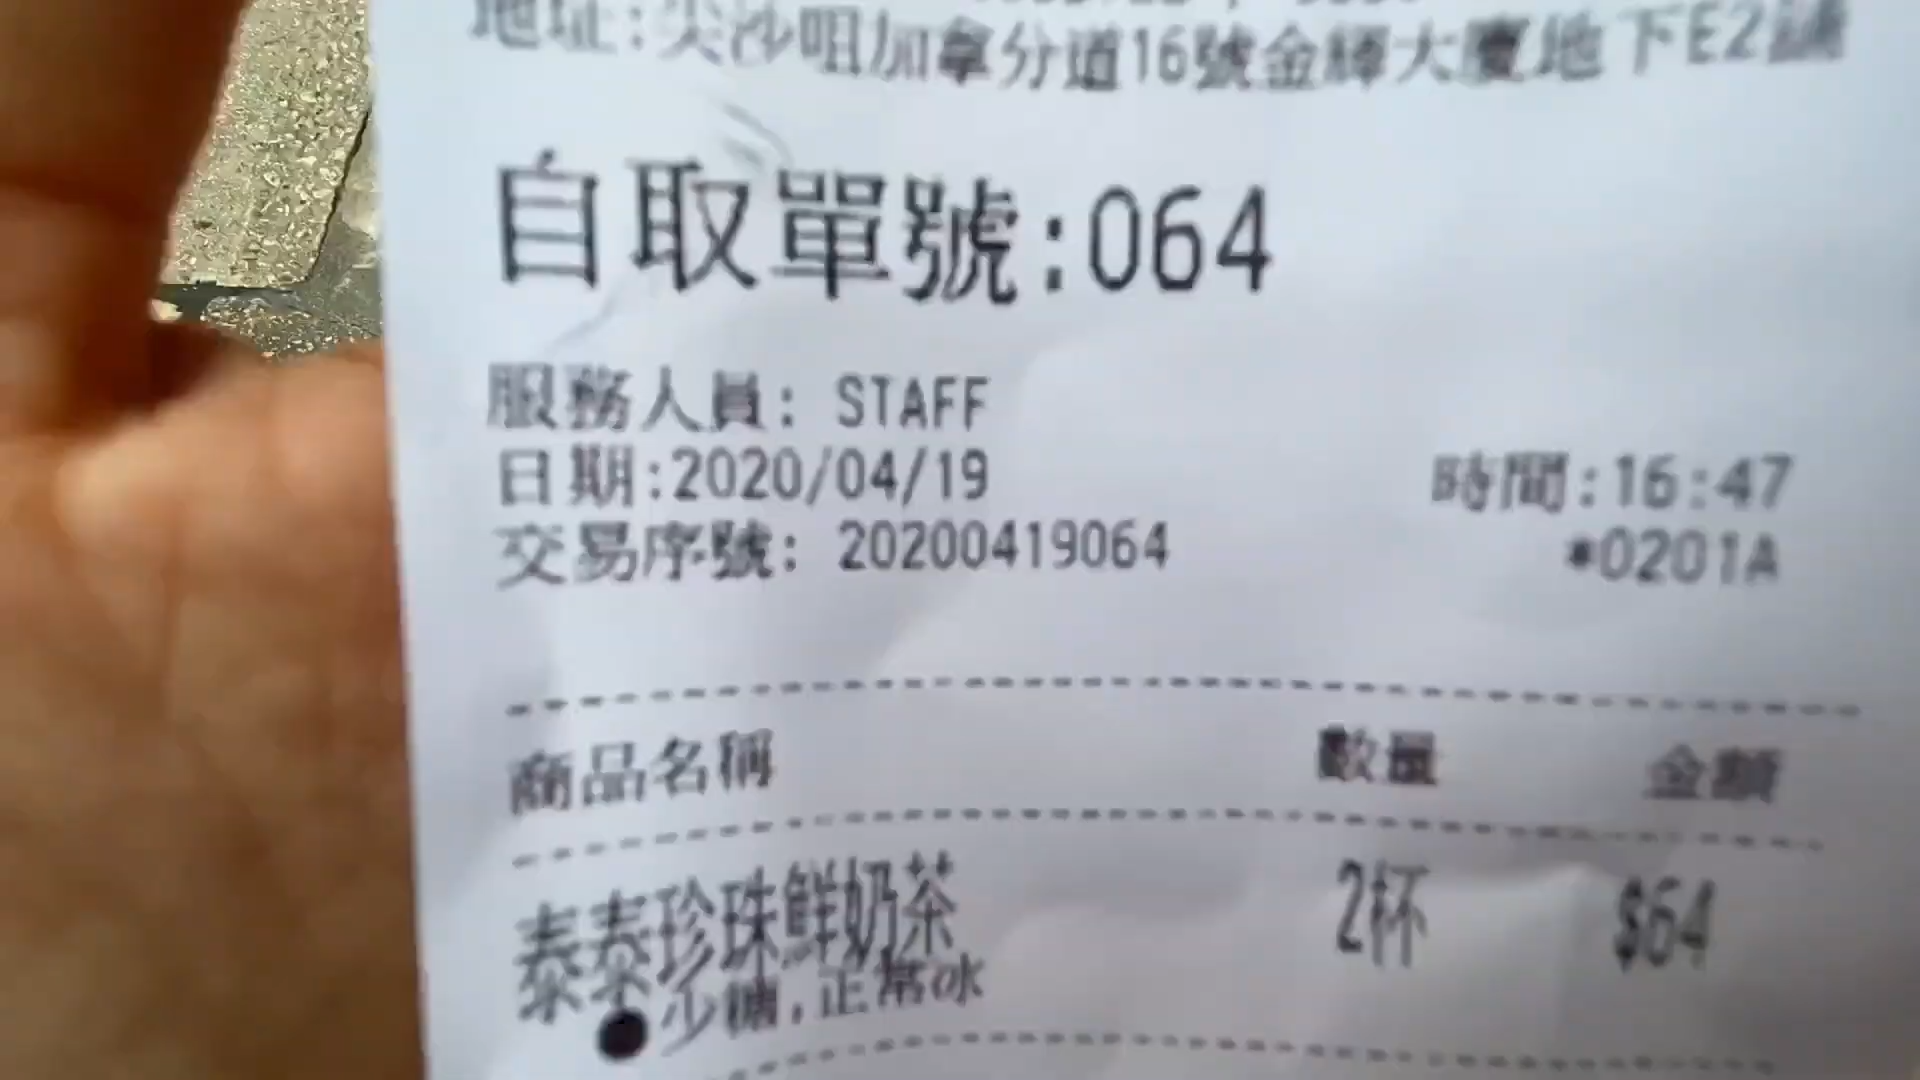 地址:尖沙咀加拿分道16號金輝大廈地下E2舖
自取單號:064
服務人員: STAFF
日期:2020/04/19 時間:16:47
交易序號: 20200419064 *0201A
商品名稱 數量 金額
泰泰珍珠鮮奶茶 2杯 $64
●少糖,正常冰